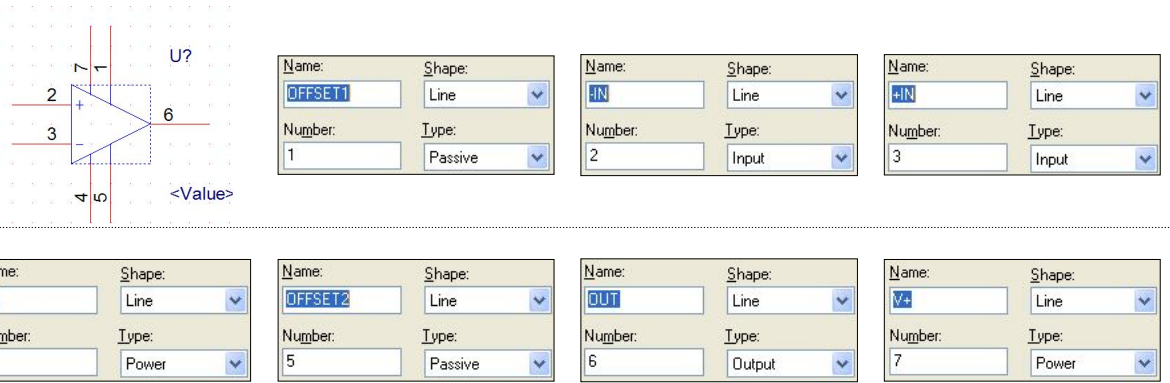 U?
7 1
2
+
6
3
-
4 5
<Value>
Name: Shape:
OFFSET1 Line
Number: Type:
1 Passive
Name: Shape:
-IN Line
Number: Type:
2 Input
Name: Shape:
+IN Line
Number: Type:
3 Input
me: Shape:
Line
mber: Type:
Power
Name: Shape:
OFFSET2 Line
Number: Type:
5 Passive
Name: Shape:
OUT Line
Number: Type:
6 Output
Name: Shape:
V+ Line
Number: Type:
7 Power